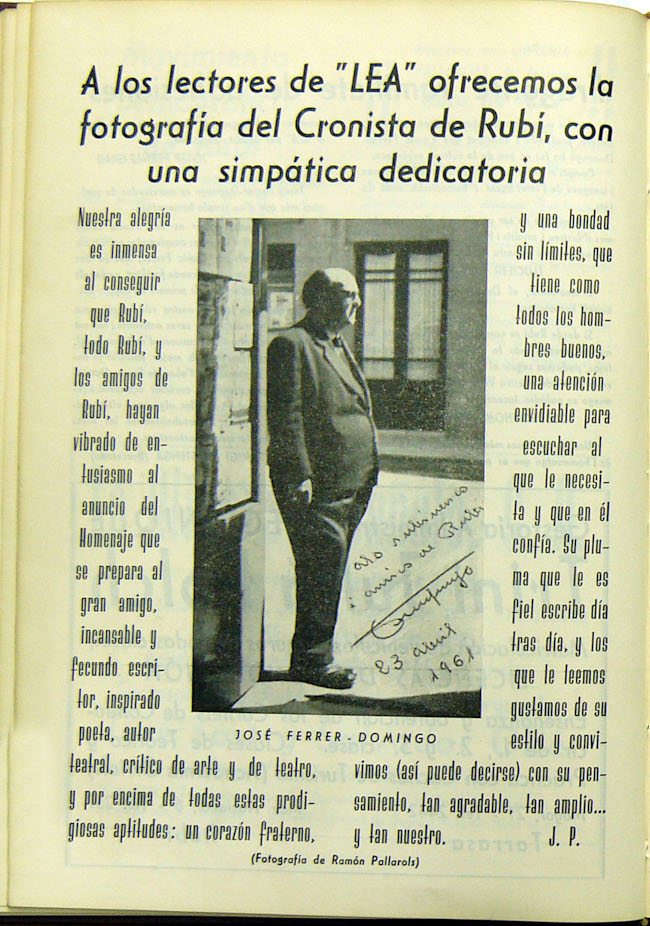 A los lectores de "LEA" ofrecemos la
fotografía del Cronista de Rubí, con
una simpática dedicatoria
Nuestra alegría
es inmensa
al conseguir
que Rubí,
todo Rubí, y
los amigos de
Rubí, hayan
vibrado de en-
tusiasmo al
anuncio del
Homenaje que
se prepara al
gran amigo,
incansable y
fecundo escri-
tor, inspirado
poeta, autor
teatral, crítico de arte y de teatro,
y por encima de todas estas prodi-
giosas aptitudes: un corazón fraterno,
y una bondad
sin límites, que
tiene como
todos los hom-
bres buenos,
una atención
envidiable para
escuchar al
que le necesi-
ta y que en él
confía. Su plu-
ma que le es
fiel escribe día
tras día, y los
que le leemos
gustamos de su
estilo y convi-
vimos (así puede decirse) con su pen-
samiento, tan agradable, tan amplio...
y tan nuestro. J. P.
i amics de Rubí
23 abril
1961
JOSÉ FERRER - DOMINGO
(Fotografía de Ramón Pallarols)